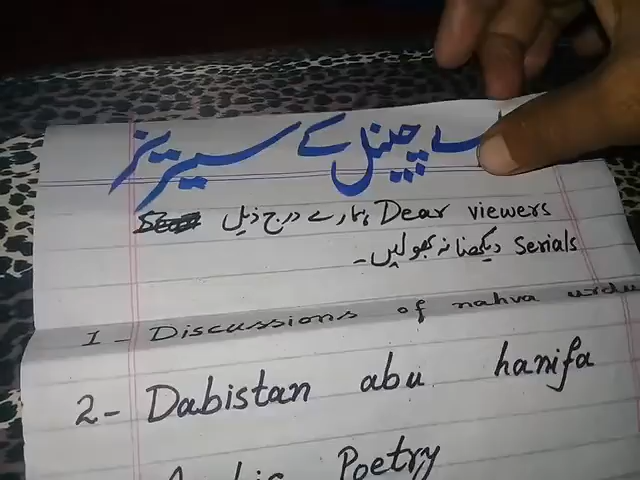 چینل کے سیریز
Dear viewers ہمارے درج ذیل
Serials دیکھنا نہ بھولیں۔
1- Discussions of nahva urdu
2- Dabistan abu hanifa
Poetry